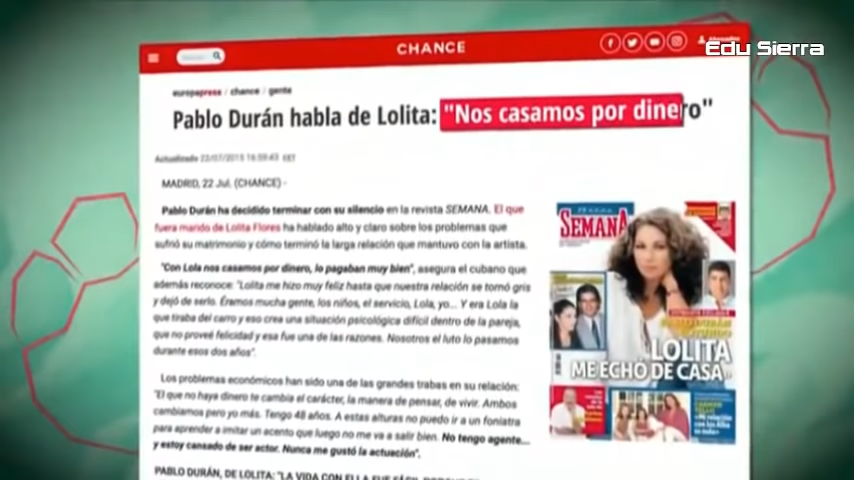 Edu Sierra
CHANCE
europapress / chance / gente
Pablo Durán habla de Lolita: "Nos casamos por dinero"
Actualizado 22/07/2015 16:59:43 CET
MADRID, 22 Jul. (CHANCE) -
Pablo Durán ha decidido terminar con su silencio en la revista SEMANA. El que
fuera marido de Lolita Flores ha hablado alto y claro sobre los problemas que
sufrió su matrimonio y cómo terminó la larga relación que mantuvo con la artista.
"Con Lola nos casamos por dinero, lo pagaban muy bien", asegura el cubano que
además reconoce: "Lolita me hizo muy feliz hasta que nuestra relación se tornó gris
y dejó de serlo. Éramos mucha gente, los niños, el servicio, Lola, yo... Y era Lola la
que tiraba del carro y eso crea una situación psicológica difícil dentro de la pareja,
que no proveé felicidad y esa fue una de las razones. Nosotros el luto lo pasamos
durante esos dos años".
Los problemas económicos han sido una de las grandes trabas en su relación:
"El que no haya dinero te cambia el carácter, la manera de pensar, de vivir. Ambos
cambiamos pero yo más. Tengo 48 años. A estas alturas no puedo ir a un foniatra
para aprender a imitar un acento que luego no me va a salir bien. No tengo agente...
y estoy cansado de ser actor. Nunca me gustó la actuación".
PABLO DURÁN, DE LOLITA: "LA VIDA CON ELLA FUE FÁCIL
SEMANA
LOLITA
ME ECHÓ DE CASA»